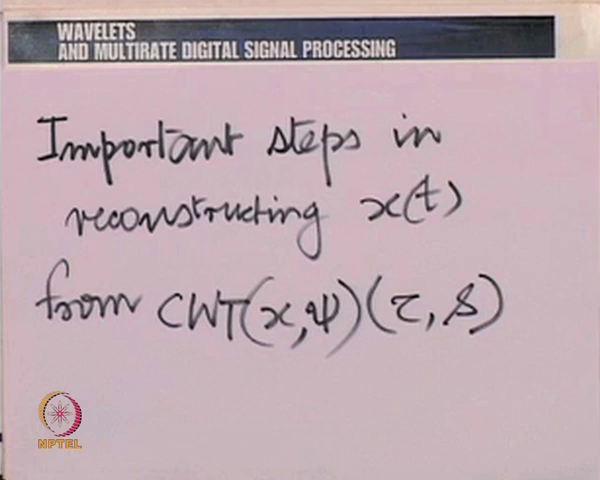 WAVELETS
AND MULTIRATE DIGITAL SIGNAL PROCESSING
Important steps in
reconstructing x(t)
from CWT(x,ψ)(τ, s)
NPTEL